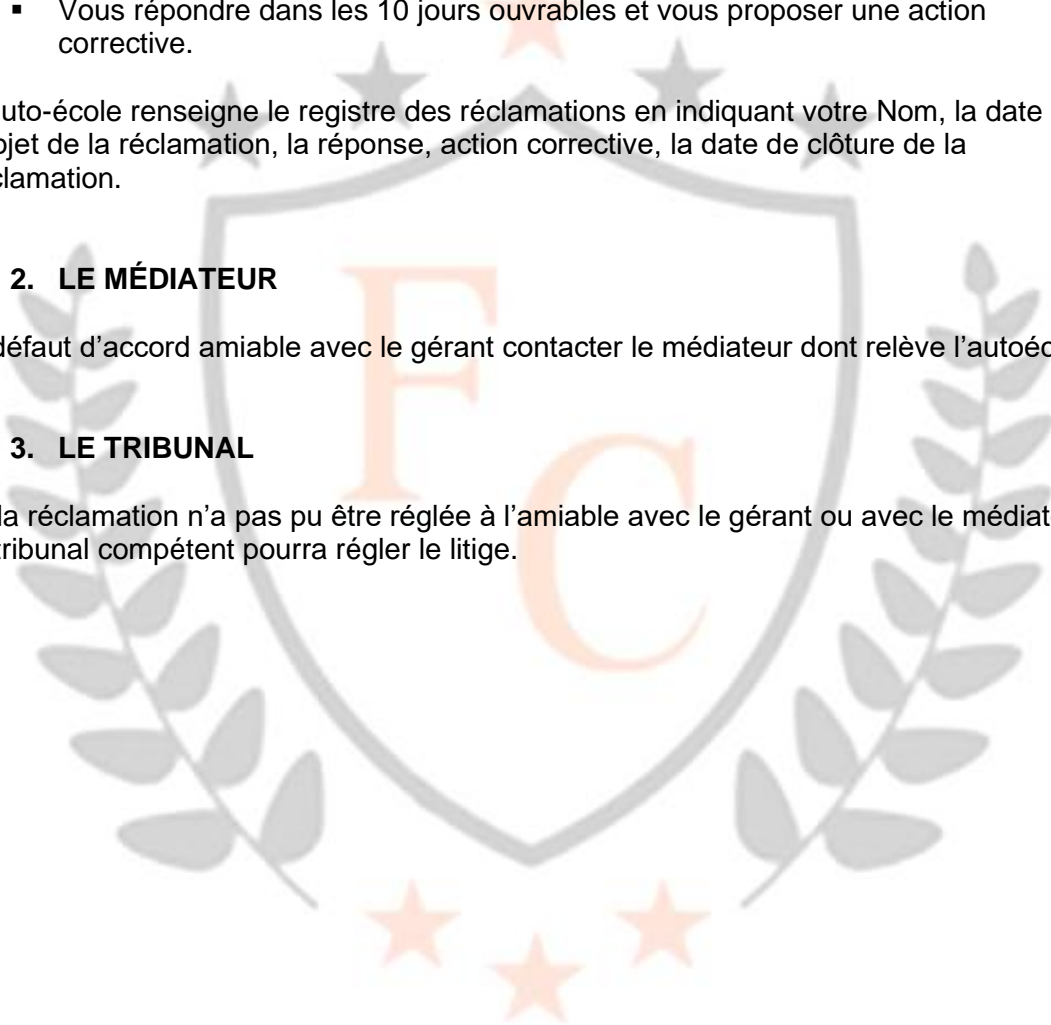 ▪ Vous répondre dans les 10 jours ouvrables et vous proposer une action
corrective.
uto-école renseigne le registre des réclamations en indiquant votre Nom, la date
jet de la réclamation, la réponse, action corrective, la date de clôture de la
clamation.
2. LE MÉDIATEUR
défaut d’accord amiable avec le gérant contacter le médiateur dont relève l’autoéc
3. LE TRIBUNAL
la réclamation n’a pas pu être réglée à l’amiable avec le gérant ou avec le médiat
tribunal compétent pourra régler le litige.
F
C